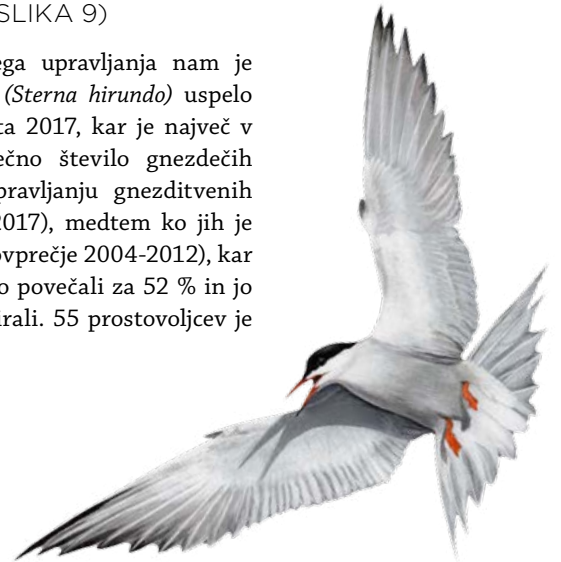 SLIKA 9)
ega upravljanja nam je
(Sterna hirundo) uspelo
ta 2017, kar je največ v
ečno število gnezdečih
pravljanju gnezditvenih
2017), medtem ko jih je
ovprečje 2004-2012), kar
o povečali za 52 % in jo
irali. 55 prostovoljcev je